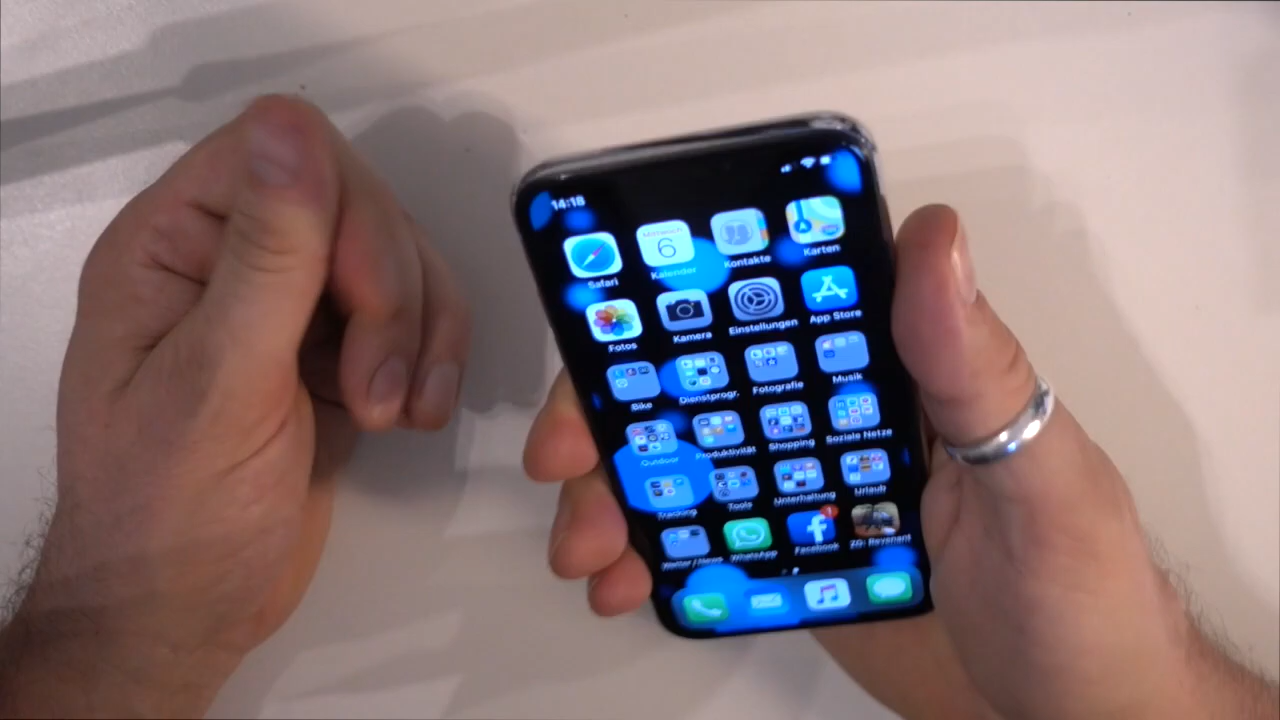 14:18
Mittwoch
6
Safari
Kalender
Kontakte
Karten
Fotos
Kamera
Einstellungen
App Store
Bike
Dienstprogr.
Fotografie
Musik
Outdoor
Produktivität
Shopping
Soziale Netze
Tracking
Tools
Unterhaltung
Urlaub
Wetter / News
WhatsApp
Facebook
1
ZG: Revenant